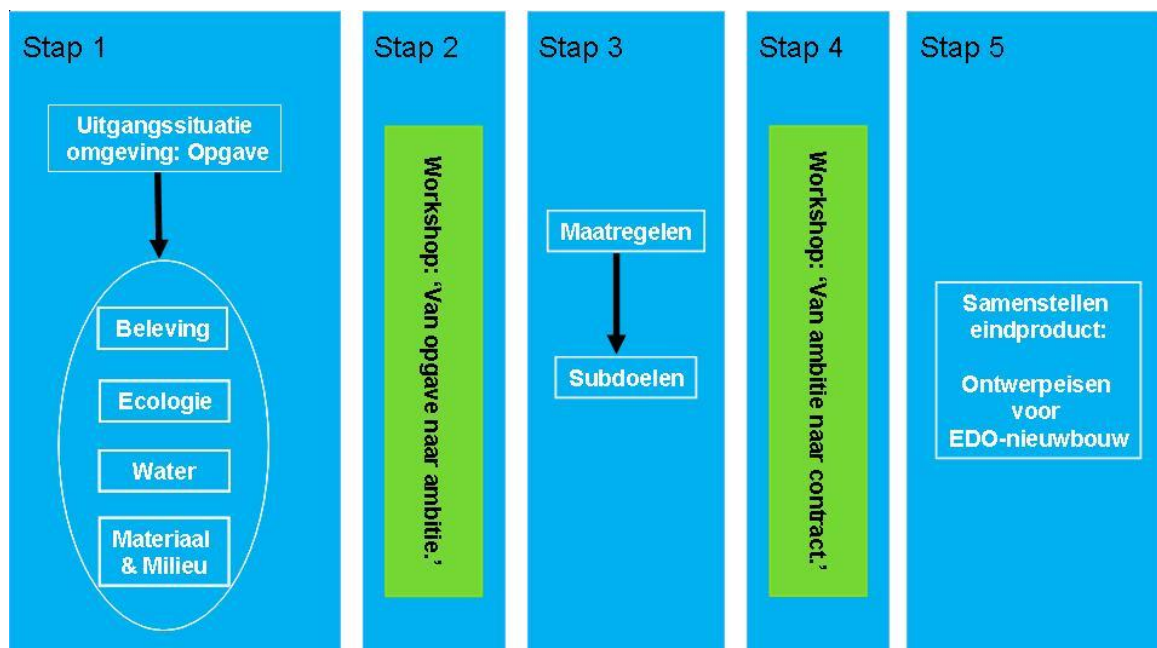 Stap 1
Uitgangssituatie
omgeving: Opgave
Beleving
Ecologie
Water
Materiaal
& Milieu
Stap 2
Workshop: ‘Van opgave naar ambitie.’
Stap 3
Maatregelen
Subdoelen
Stap 4
Workshop: ‘Van ambitie naar contract.’
Stap 5
Samenstellen
eindproduct:
Ontwerpeisen
voor
EDO-nieuwbouw